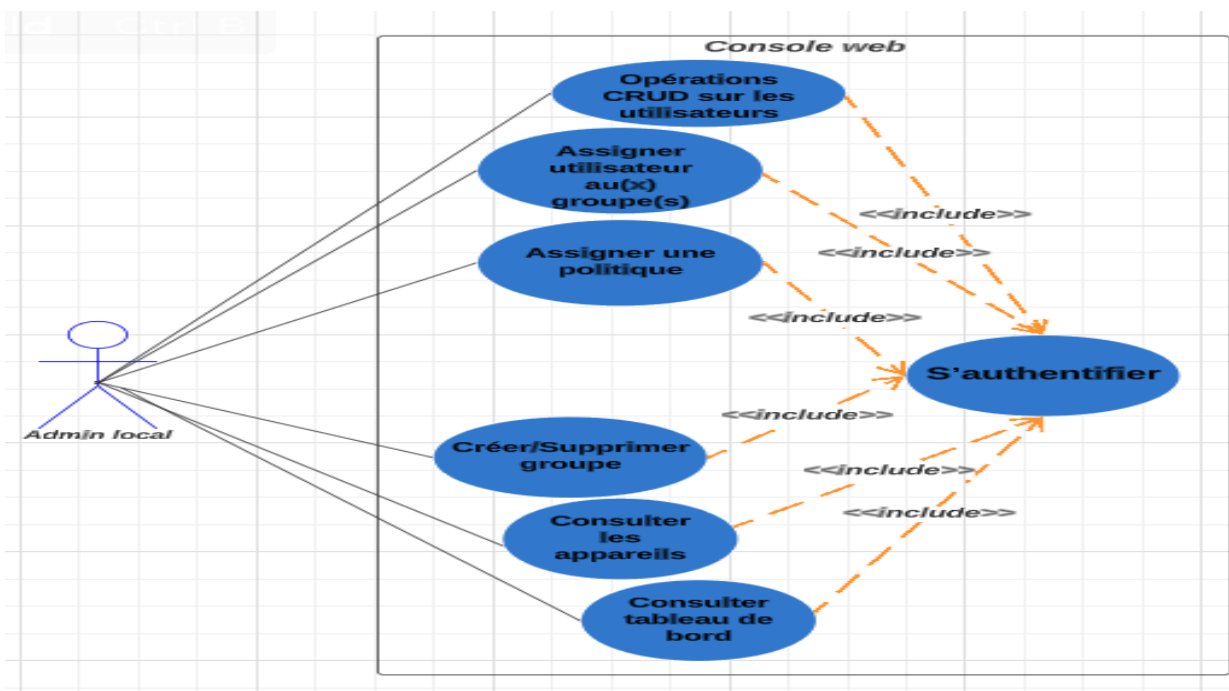 Console web
Opérations
CRUD sur les
utilisateurs
Assigner
utilisateur
au(x)
groupe(s)
<<include>>
<<include>>
Assigner une
politique
<<include>>
S'authentifier
Admin local
<<include>>
Créer/Supprimer
groupe
<<include>>
<<include>>
Consulter
les
appareils
Consulter
tableau de
bord